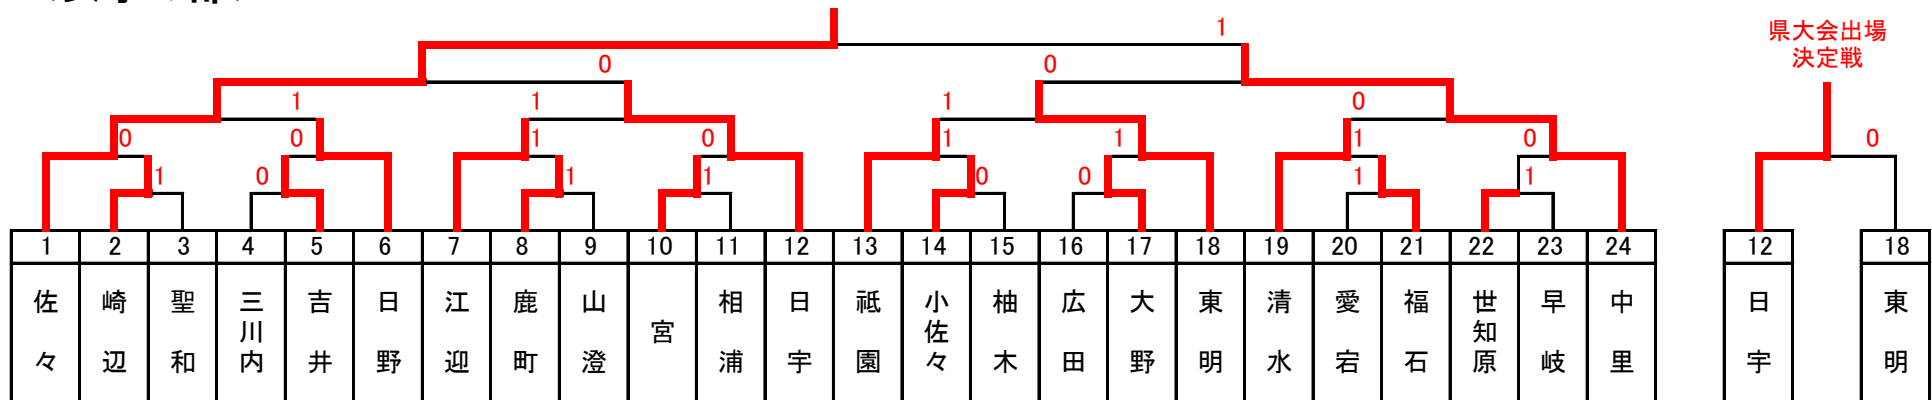 1
県大会出場
決定戦
0 0
1 1 1 0
0 0 1 0 1 1 1 0 0
1 0 1 1 0 0 1 1
1 2 3 4 5 6 7 8 9 10 11 12 13 14 15 16 17 18 19 20 21 22 23 24 12 18
佐々 崎辺 聖和 三川内 吉井 日野 江迎 鹿町 山澄 宮 相浦 日宇 祇園 小佐々 柚木 広田 大野 東明 清水 愛宕 福石 世知原 早岐 中里 日宇 東明